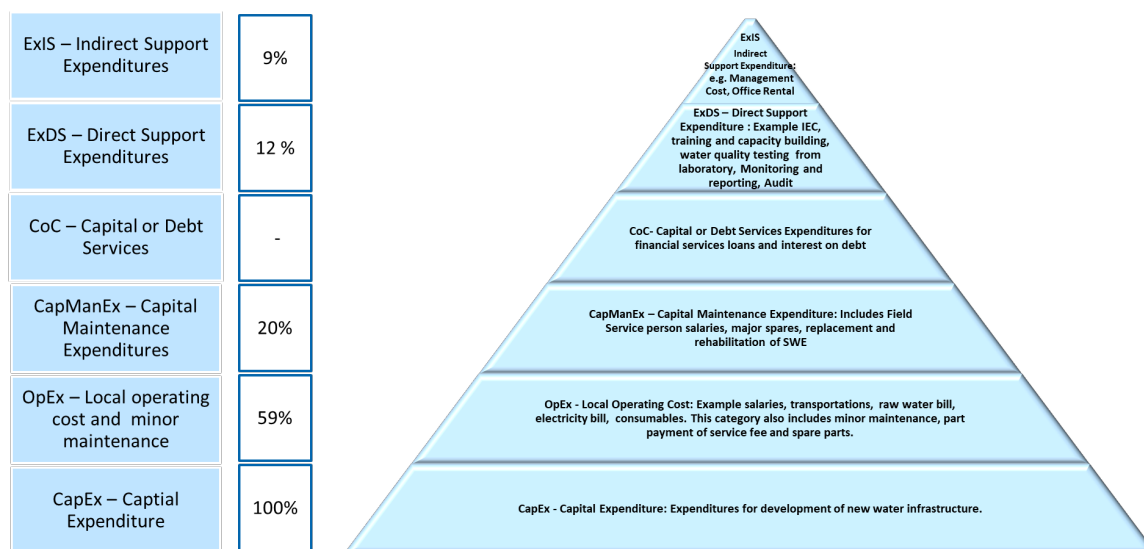 ExIS – Indirect Support
Expenditures
9%
ExDS – Direct Support
Expenditures
12 %
CoC – Capital or Debt
Services
-
CapManEx – Capital
Maintenance
Expenditures
20%
OpEx – Local operating
cost and minor
maintenance
59%
CapEx – Captial
Expenditure
100%
ExIS
Indirect
Support Expenditure:
e.g. Management
Cost, Office Rental
ExDS – Direct Support
Expenditure : Example IEC,
training and capacity building,
water quality testing from
laboratory, Monitoring and
reporting, Audit
CoC- Capital or Debt Services Expenditures for
financial services loans and interest on debt
CapManEx – Capital Maintenance Expenditure: Includes Field
Service person salaries, major spares, replacement and
rehabilitation of SWE
OpEx - Local Operating Cost: Example salaries, transportations, raw water bill,
electricity bill, consumables. This category also includes minor maintenance, part
payment of service fee and spare parts.
CapEx - Capital Expenditure: Expenditures for development of new water infrastructure.